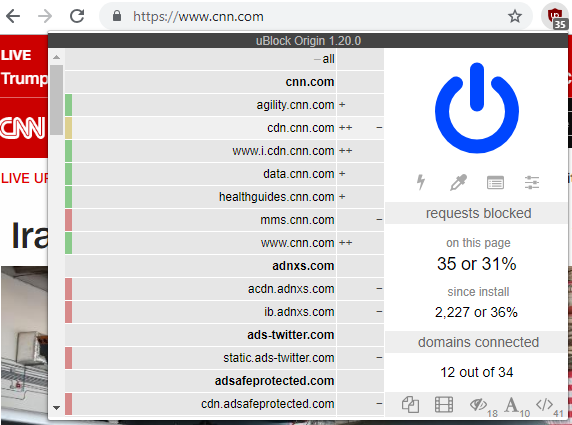 https://www.cnn.com
35
uBlock Origin 1.20.0
LIVE
Trump
CNN
LIVE UP
Ira
– all
cnn.com
agility.cnn.com +
cdn.cnn.com ++ –
www.i.cdn.cnn.com ++
data.cnn.com +
healthguides.cnn.com +
mms.cnn.com –
www.cnn.com ++
adnxs.com
acdn.adnxs.com –
ib.adnxs.com –
ads-twitter.com
static.ads-twitter.com –
adsafeprotected.com
cdn.adsafeprotected.com –
requests blocked
on this page
35 or 31%
since install
2,227 or 36%
domains connected
12 out of 34
18
A 10
</> 41